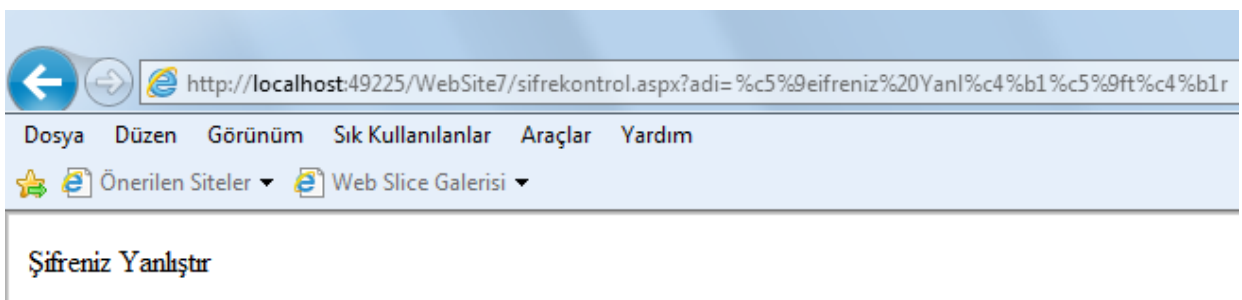 http://localhost:49225/WebSite7/sifrekontrol.aspx?adi=%c5%9eifreniz%20Yanl%c4%b1%c5%9ft%c4%b1r
Dosya Düzen Görünüm Sık Kullanılanlar Araçlar Yardım
Önerilen Siteler Web Slice Galerisi
Şifreniz Yanlıştır